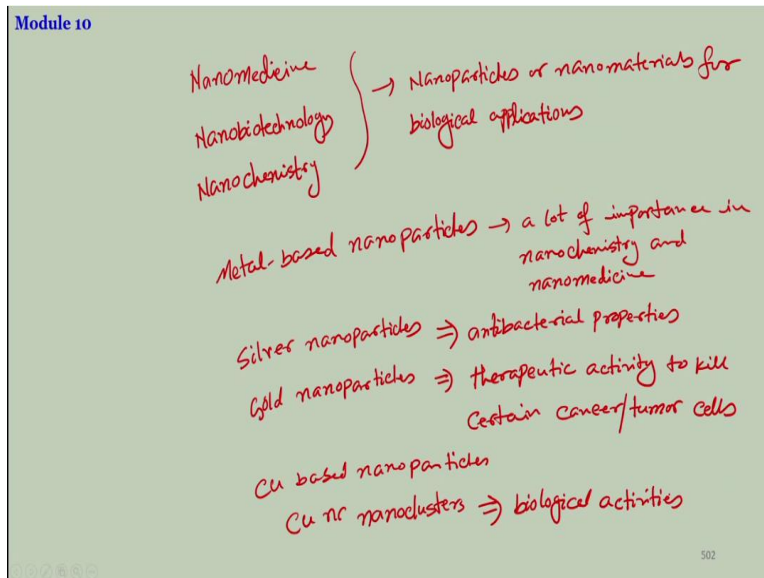 Module 10
Nanomedicine
Nanobiotechnology
Nanochemistry
→ Nanoparticles or nanomaterials for
biological applications
Metal-based nanoparticles → a lot of importance in
nanochemistry and
nanomedicine
Silver nanoparticles ⇒ antibacterial properties
Gold nanoparticles ⇒ therapeutic activity to kill
certain cancer/tumor cells
Cu based nanoparticles
Cu nanoclusters ⇒ biological activities
502